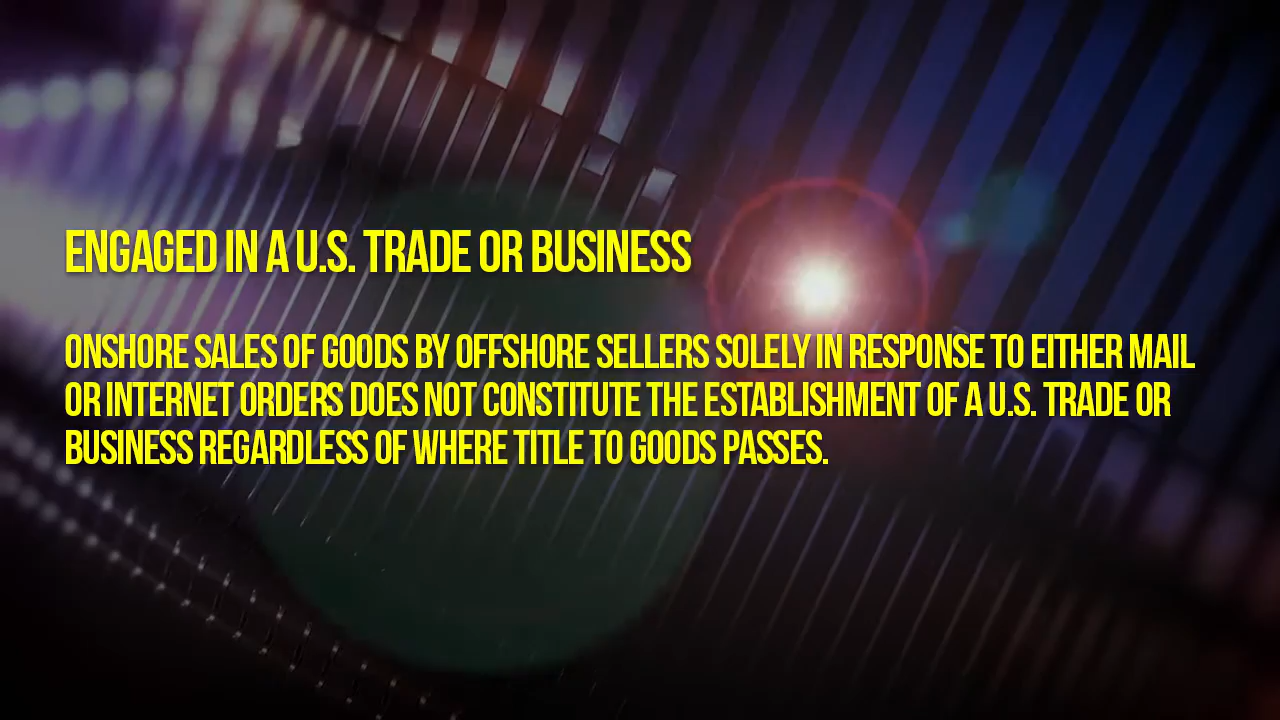 ENGAGED IN A U.S. TRADE OR BUSINESS
ONSHORE SALES OF GOODS BY OFFSHORE SELLERS SOLELY IN RESPONSE TO EITHER MAIL
OR INTERNET ORDERS DOES NOT CONSTITUTE THE ESTABLISHMENT OF A U.S. TRADE OR
BUSINESS REGARDLESS OF WHERE TITLE TO GOODS PASSES.